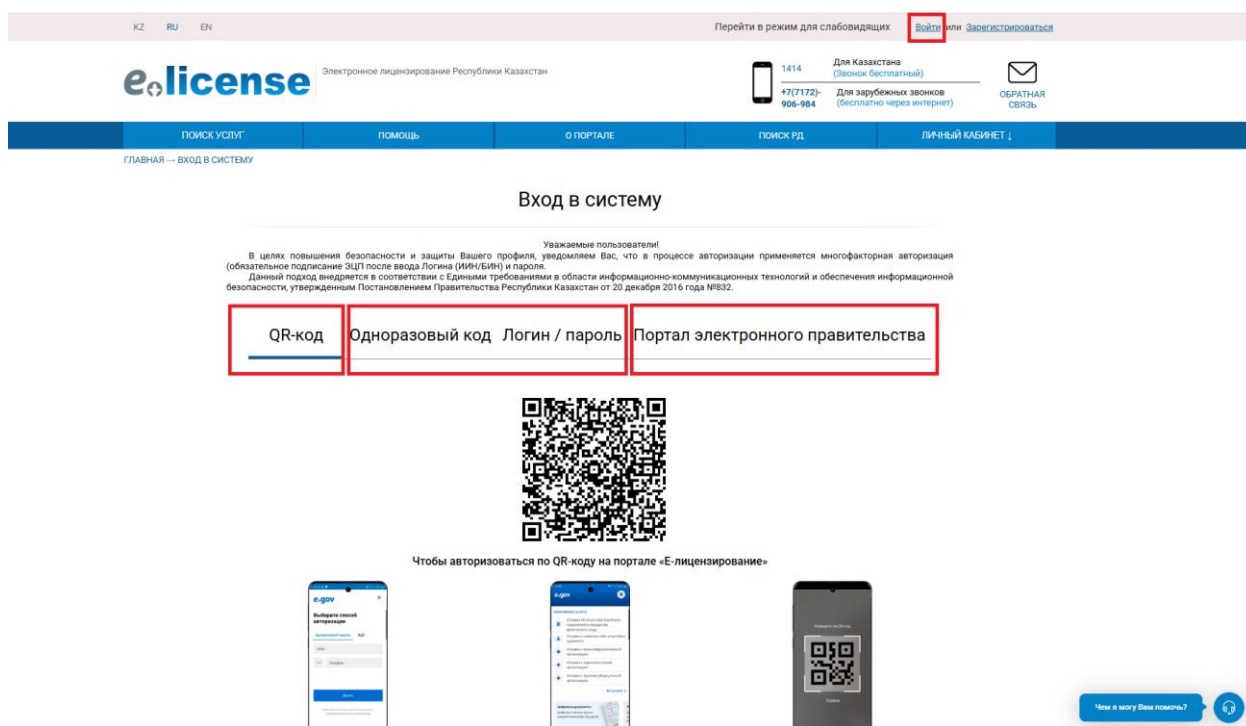 KZ RU EN
Перейти в режим для слабовидящих Войти или Зарегистрироваться
e.license
Электронное лицензирование Республики Казахстан
1414 Для Казахстана
(Звонок бесплатный)
+7(7172)-906-984 Для зарубежных звонков
(бесплатно через интернет)
ОБРАТНАЯ
СВЯЗЬ
ПОИСК УСЛУГ ПОМОЩЬ О ПОРТАЛЕ ПОИСК РД ЛИЧНЫЙ КАБИНЕТ ↓
ГЛАВНАЯ → ВХОД В СИСТЕМУ
Вход в систему
Уважаемые пользователи!
В целях повышения безопасности и защиты Вашего профиля, уведомляем Вас, что в процессе авторизации применяется многофакторная авторизация
(обязательное подписание ЭЦП после ввода Логина (ИИН/БИН) и пароля.
Данный подход внедряется в соответствии с Едиными требованиями в области информационно-коммуникационных технологий и обеспечения информационной
безопасности, утвержденным Постановлением Правительства Республики Казахстан от 20 декабря 2016 года №832.
QR-код Одноразовый код Логин / пароль Портал электронного правительства
Чтобы авторизоваться по QR-коду на портале «Е-лицензирование»
e.gov
Выберите способ
авторизации
Войти
e.gov
Чем я могу Вам помочь?